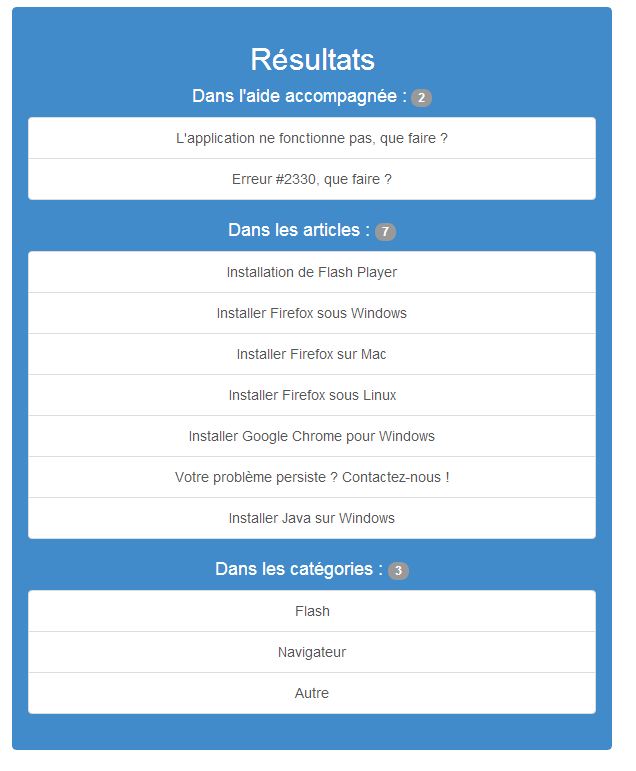 Résultats
Dans l'aide accompagnée : 2
L'application ne fonctionne pas, que faire ?
Erreur #2330, que faire ?
Dans les articles : 7
Installation de Flash Player
Installer Firefox sous Windows
Installer Firefox sur Mac
Installer Firefox sous Linux
Installer Google Chrome pour Windows
Votre problème persiste ? Contactez-nous !
Installer Java sur Windows
Dans les catégories : 3
Flash
Navigateur
Autre